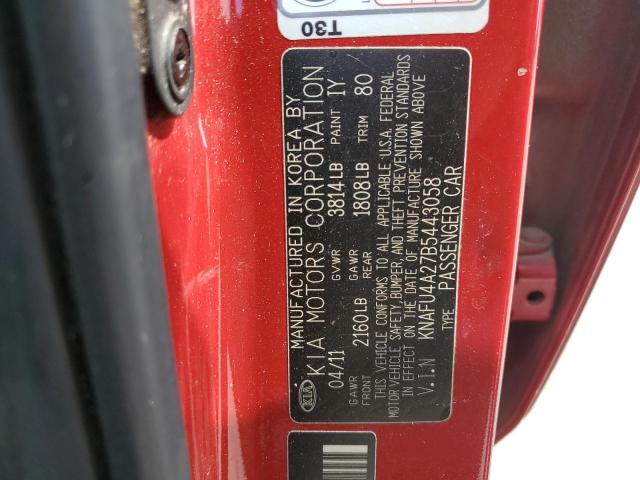 T30
MANUFACTURED IN KOREA BY
KIA MOTORS CORPORATION
04/11 GVWR 3814LB PAINT IY
GAWR FRONT 2160LB GAWR REAR 1808LB TRIM 80
THIS VEHICLE CONFORMS TO ALL APPLICABLE U.S.A. FEDERAL
MOTOR VEHICLE SAFETY, BUMPER, AND THEFT PREVENTION STANDARDS
IN EFFECT ON THE DATE OF MANUFACTURE SHOWN ABOVE
V.I.N KNAFU4A27B5443058
TYPE PASSENGER CAR
KIA